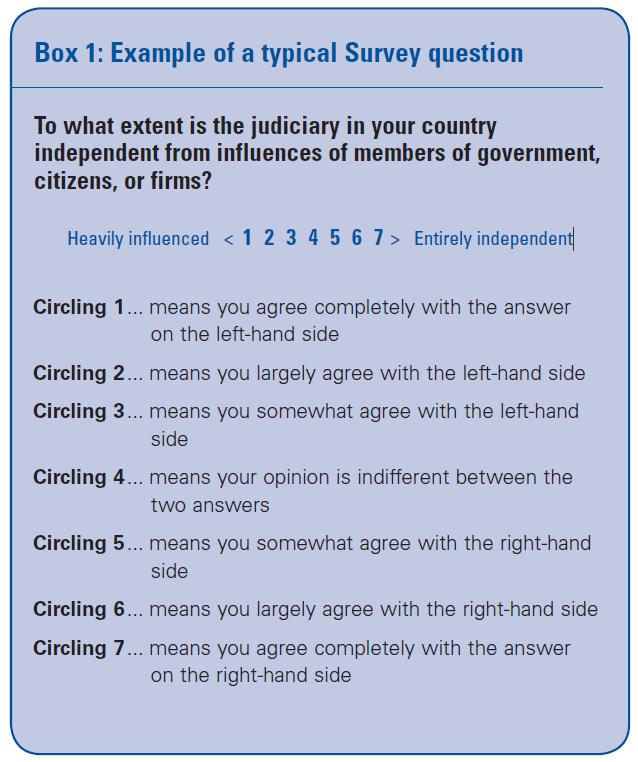 Box 1: Example of a typical Survey question
To what extent is the judiciary in your country
independent from influences of members of government,
citizens, or firms?
Heavily influenced < 1 2 3 4 5 6 7 > Entirely independent
Circling 1... means you agree completely with the answer
on the left-hand side
Circling 2... means you largely agree with the left-hand side
Circling 3... means you somewhat agree with the left-hand
side
Circling 4... means your opinion is indifferent between the
two answers
Circling 5... means you somewhat agree with the right-hand
side
Circling 6... means you largely agree with the right-hand side
Circling 7... means you agree completely with the answer
on the right-hand side